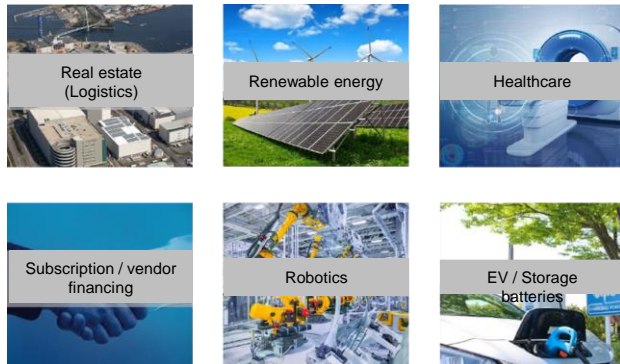 Real estate
(Logistics)
Renewable energy
Healthcare
Subscription / vendor
financing
Robotics
EV / Storage
batteries